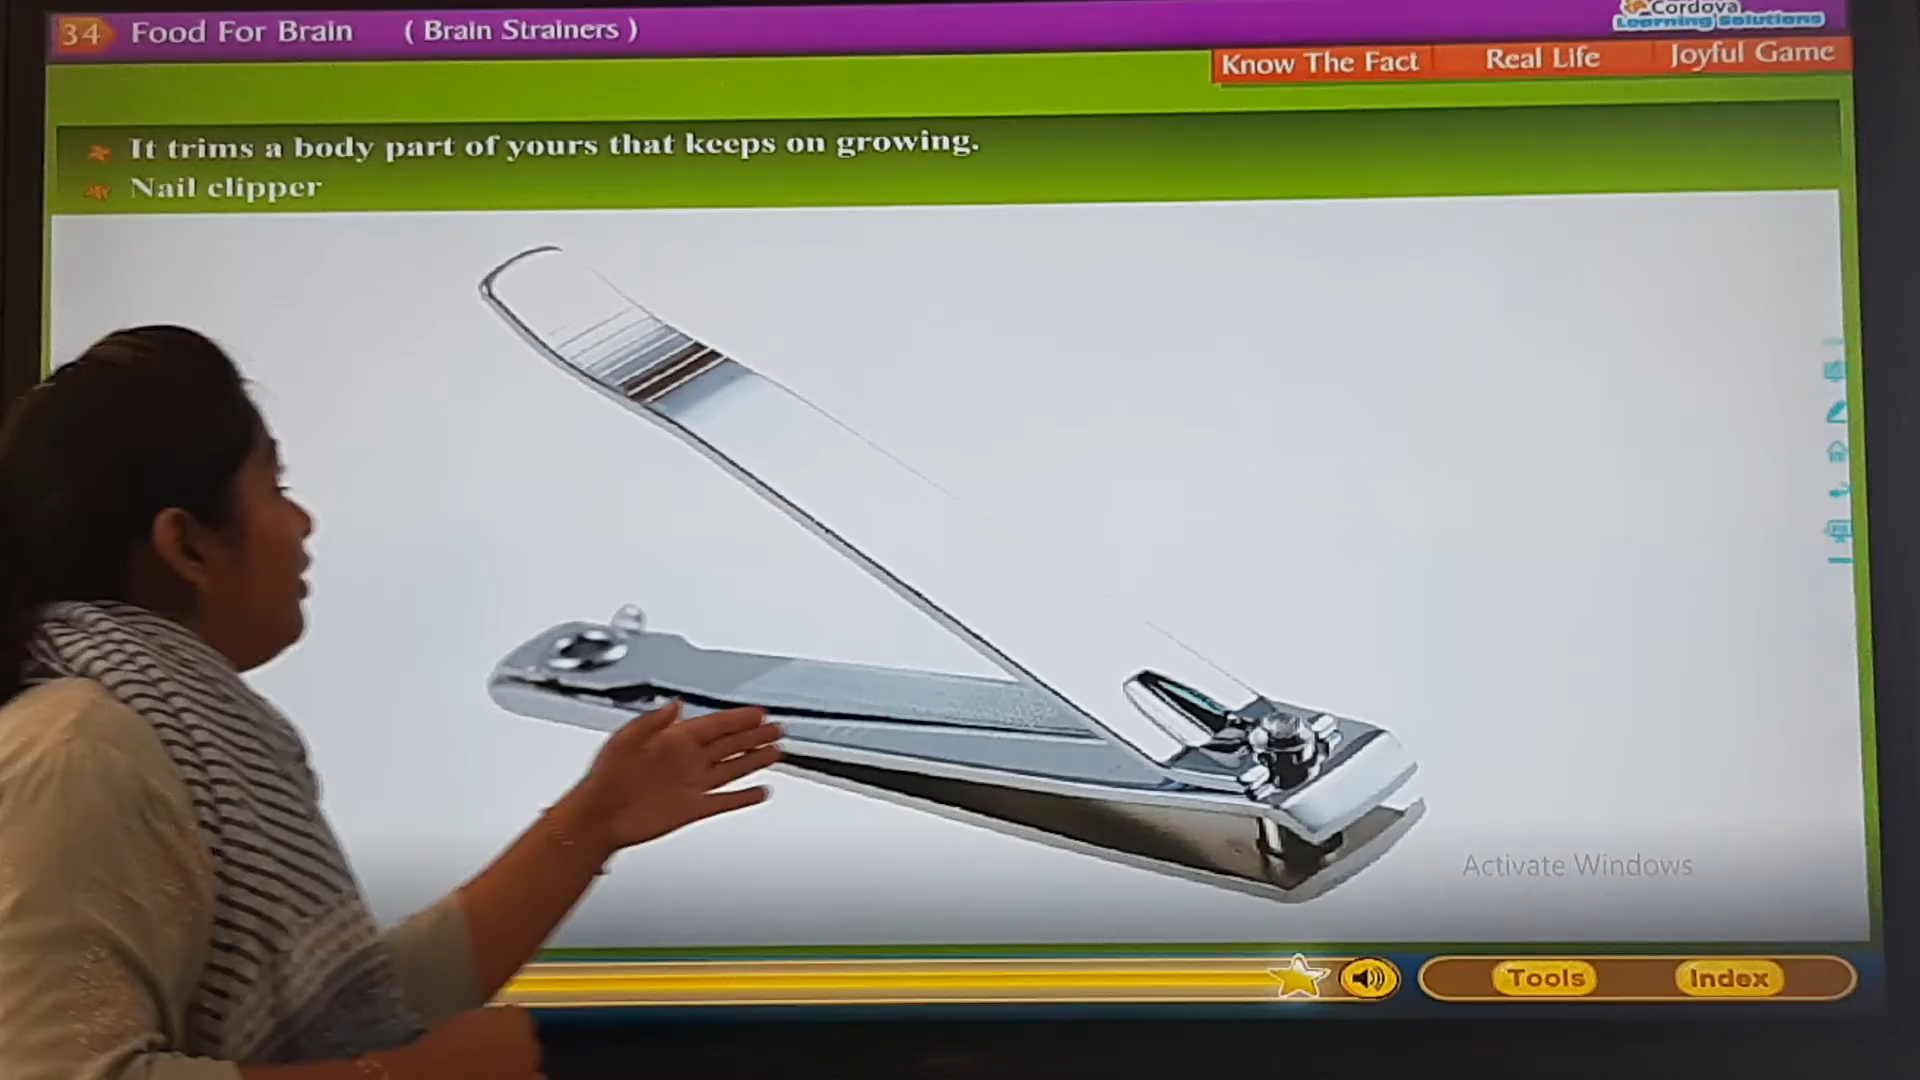 34 Food For Brain ( Brain Strainers )
Cordova
Learning Solutions
Know The Fact Real Life Joyful Game
It trims a body part of yours that keeps on growing.
Nail clipper
Activate Windows
Tools Index